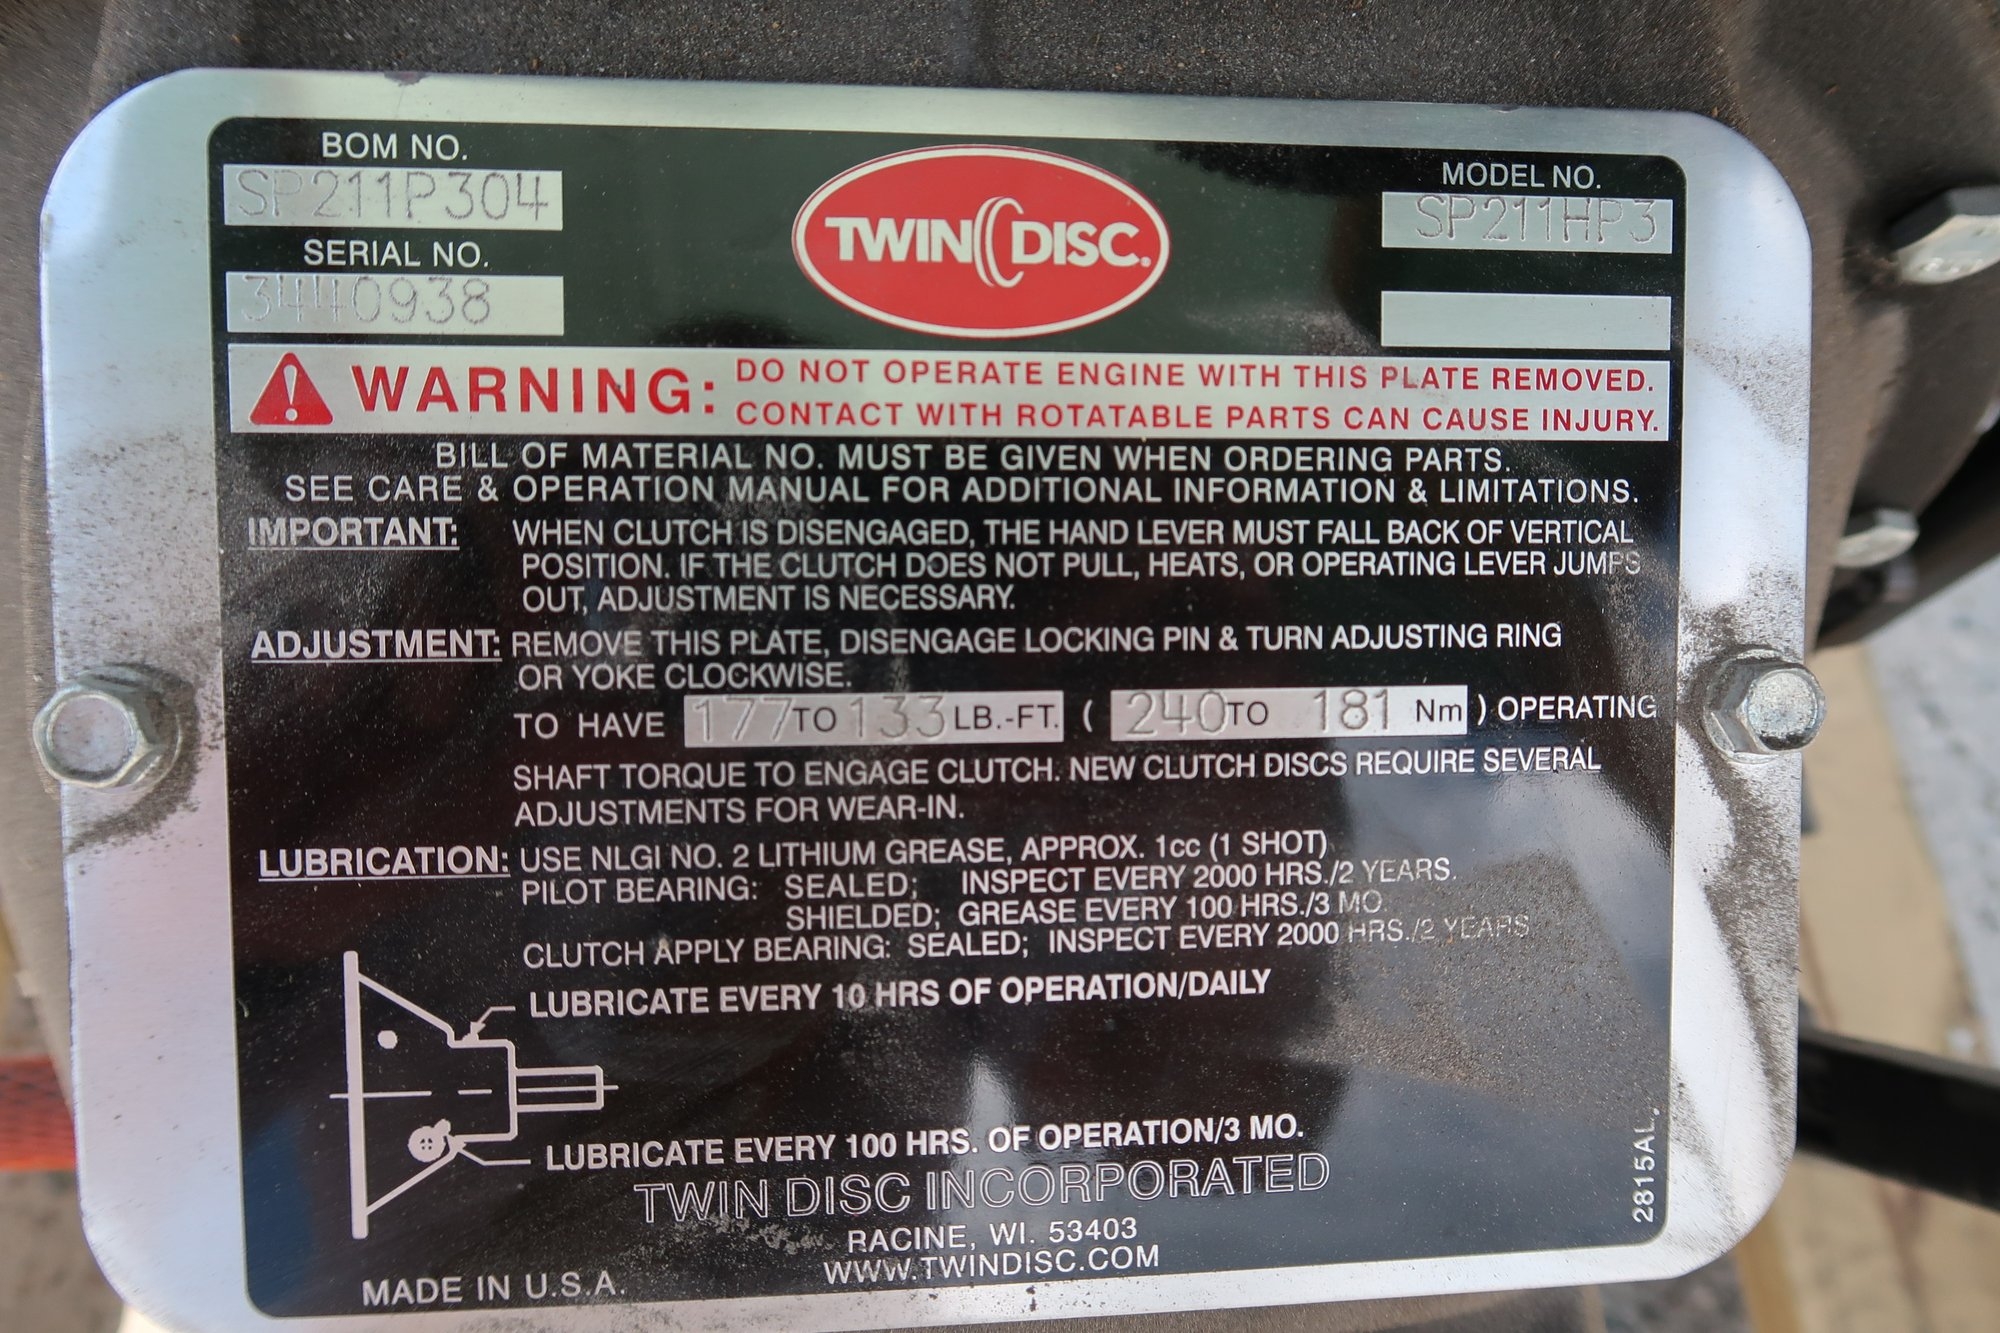 BOM NO.
SP211P304
SERIAL NO.
3440938
TWIN DISC.
MODEL NO.
SP211HP3
WARNING: DO NOT OPERATE ENGINE WITH THIS PLATE REMOVED.
CONTACT WITH ROTATABLE PARTS CAN CAUSE INJURY.
BILL OF MATERIAL NO. MUST BE GIVEN WHEN ORDERING PARTS.
SEE CARE & OPERATION MANUAL FOR ADDITIONAL INFORMATION & LIMITATIONS.
IMPORTANT: WHEN CLUTCH IS DISENGAGED, THE HAND LEVER MUST FALL BACK OF VERTICAL
POSITION. IF THE CLUTCH DOES NOT PULL, HEATS, OR OPERATING LEVER JUMPS
OUT, ADJUSTMENT IS NECESSARY.
ADJUSTMENT: REMOVE THIS PLATE, DISENGAGE LOCKING PIN & TURN ADJUSTING RING
OR YOKE CLOCKWISE.
TO HAVE 177 TO 133 LB.-FT. ( 240 TO 181 Nm ) OPERATING
SHAFT TORQUE TO ENGAGE CLUTCH. NEW CLUTCH DISCS REQUIRE SEVERAL
ADJUSTMENTS FOR WEAR-IN.
LUBRICATION: USE NLGI NO. 2 LITHIUM GREASE, APPROX. 1cc (1 SHOT)
PILOT BEARING: SEALED; INSPECT EVERY 2000 HRS./2 YEARS.
SHIELDED; GREASE EVERY 100 HRS./3 MO.
CLUTCH APPLY BEARING: SEALED; INSPECT EVERY 2000 HRS./2 YEARS
LUBRICATE EVERY 10 HRS OF OPERATION/DAILY
LUBRICATE EVERY 100 HRS. OF OPERATION/3 MO.
TWIN DISC INCORPORATED
RACINE, WI. 53403
WWW.TWINDISC.COM
MADE IN U.S.A.
2815AL.